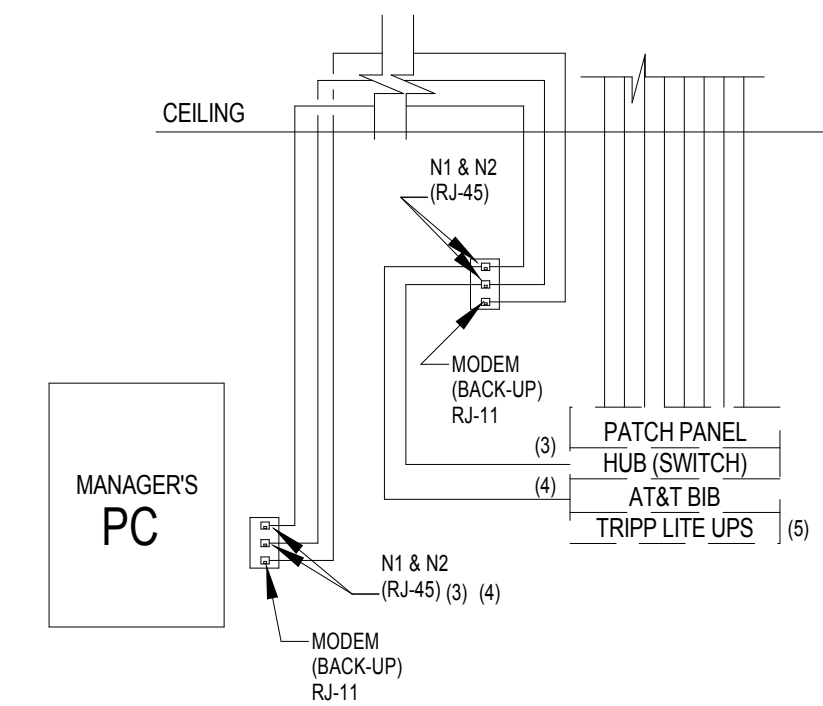 CEILING
N1 & N2
(RJ-45)
MODEM
(BACK-UP)
RJ-11
(3)
PATCH PANEL
HUB (SWITCH)
(4)
AT&T BIB
TRIPP LITE UPS
(5)
MANAGER'S
PC
N1 & N2
(RJ-45) (3) (4)
MODEM
(BACK-UP)
RJ-11